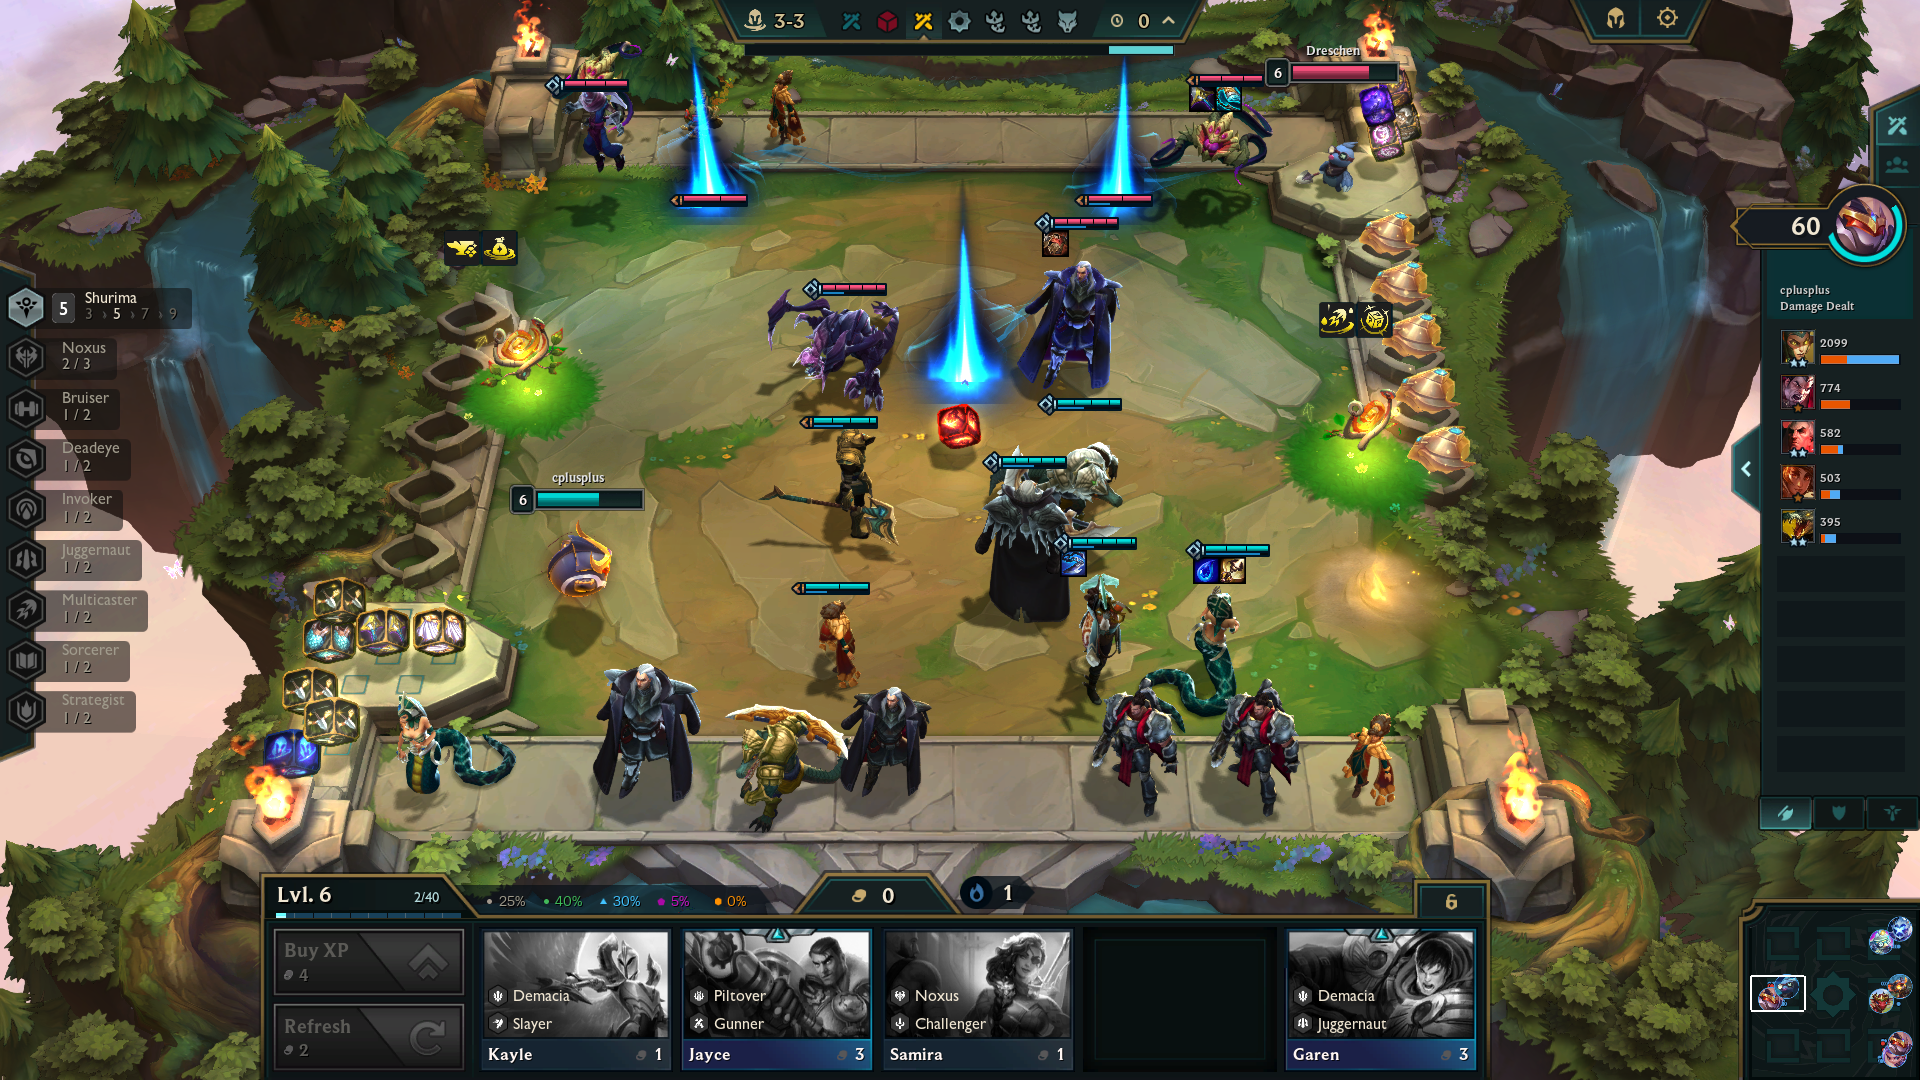 3-3
0
Dreschen
6
60
cplusplus
Damage Dealt
2099
774
582
503
395
5
Shurima
3 › 5 › 7 › 9
Noxus
2 / 3
Bruiser
1 / 2
Deadeye
1 / 2
Invoker
1 / 2
Juggernaut
1 / 2
Multicaster
1 / 2
Sorcerer
1 / 2
Strategist
1 / 2
cplusplus
6
Lvl. 6
2/40
25%
40%
30%
5%
0%
0
1
6
Buy XP
4
Refresh
2
Demacia
Slayer
Kayle
1
Piltover
Gunner
Jayce
3
Noxus
Challenger
Samira
1
Demacia
Juggernaut
Garen
3